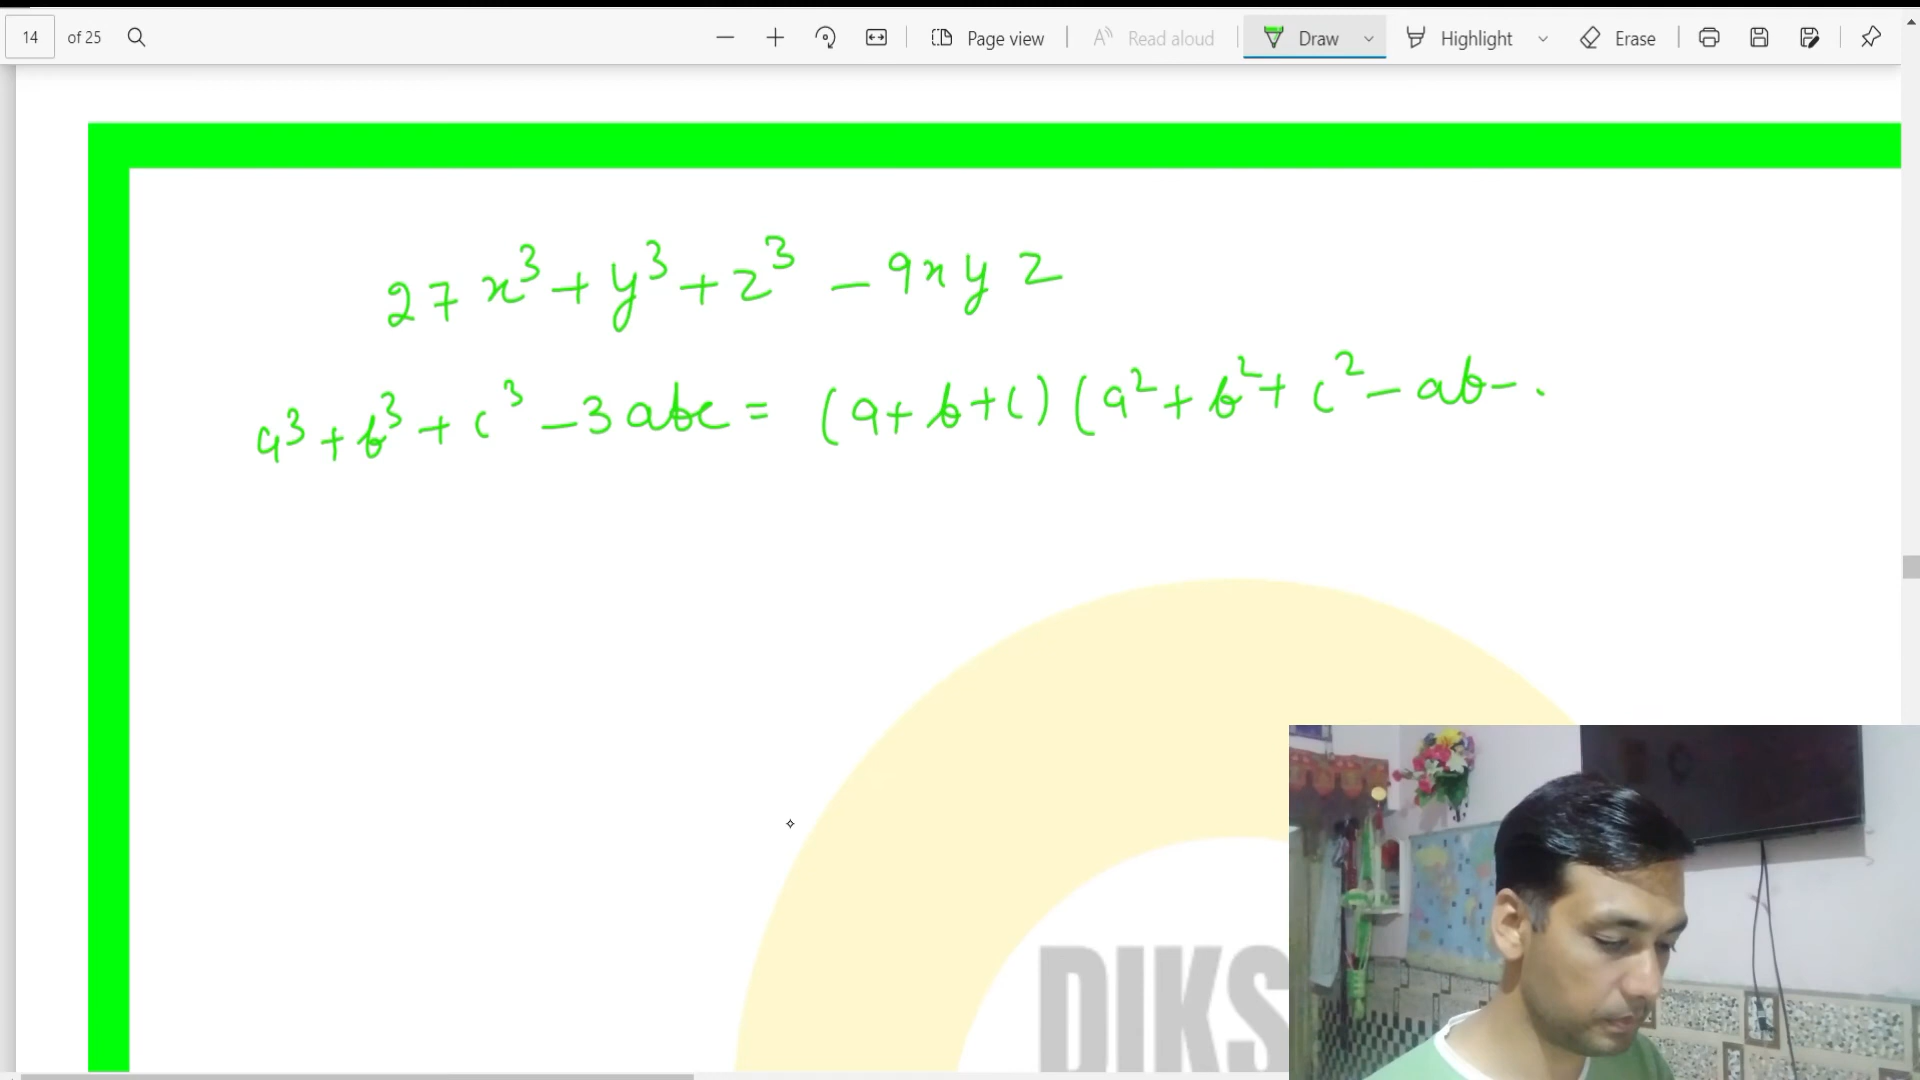 14 of 25 Page view Read aloud Draw Highlight Erase
27x³ + y³ + z³ - 9xyz
a³ + b³ + c³ - 3abc = (a + b + c) (a² + b² + c² - ab - .
DIKS